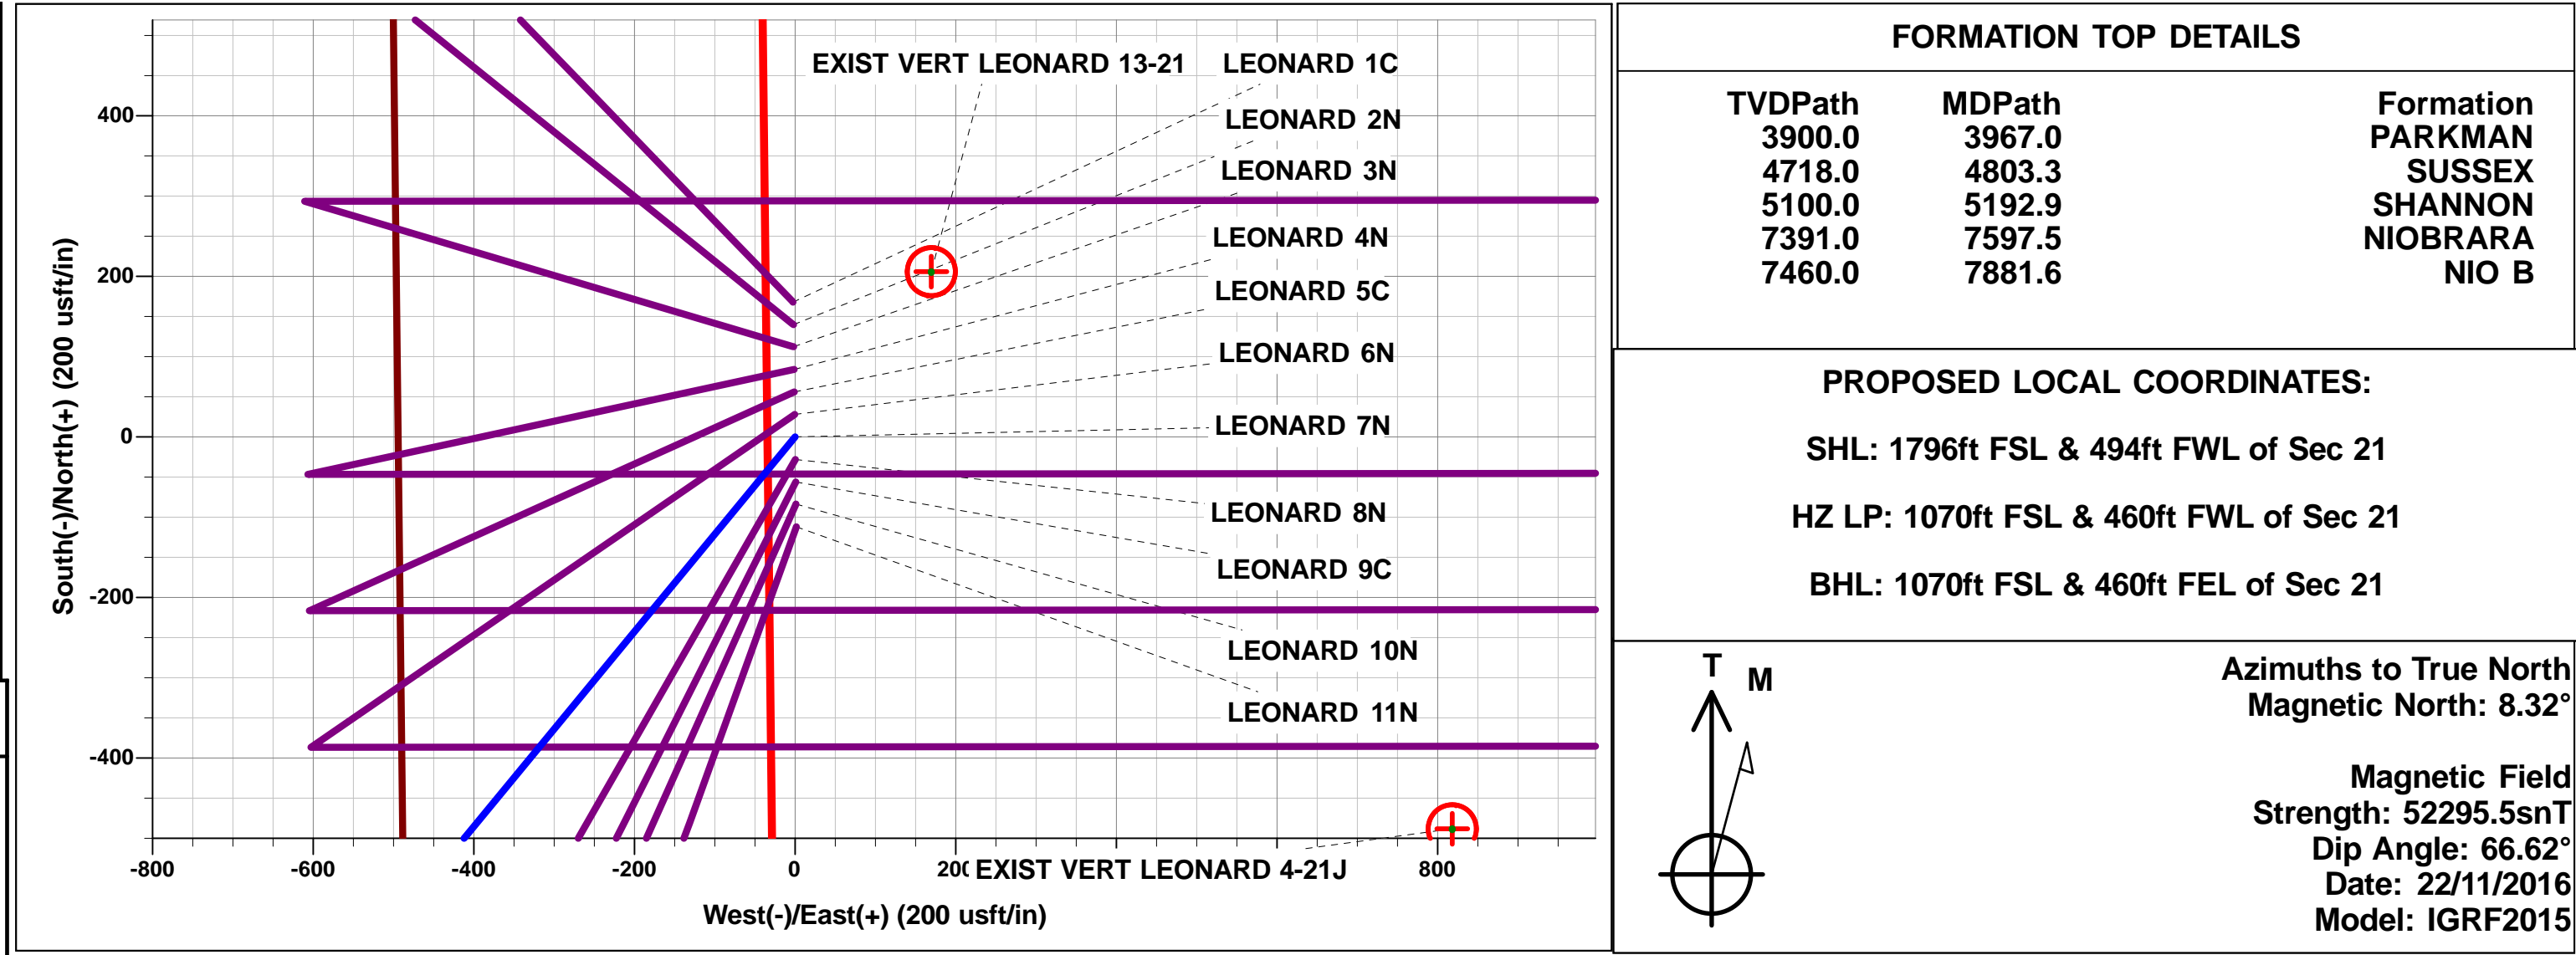 EXIST VERT LEONARD 13-21
LEONARD 1C
LEONARD 2N
LEONARD 3N
LEONARD 4N
LEONARD 5C
LEONARD 6N
LEONARD 7N
LEONARD 8N
LEONARD 9C
LEONARD 10N
LEONARD 11N
EXIST VERT LEONARD 4-21J
South(-)/North(+) (200 usft/in)
400
200
0
-200
-400
-800
-600
-400
-200
0
200
800
West(-)/East(+) (200 usft/in)
FORMATION TOP DETAILS
TVDPath MDPath Formation
3900.0 3967.0 PARKMAN
4718.0 4803.3 SUSSEX
5100.0 5192.9 SHANNON
7391.0 7597.5 NIOBRARA
7460.0 7881.6 NIO B
PROPOSED LOCAL COORDINATES:
SHL: 1796ft FSL & 494ft FWL of Sec 21
HZ LP: 1070ft FSL & 460ft FWL of Sec 21
BHL: 1070ft FSL & 460ft FEL of Sec 21
T M
Azimuths to True North
Magnetic North: 8.32°
Magnetic Field
Strength: 52295.5snT
Dip Angle: 66.62°
Date: 22/11/2016
Model: IGRF2015